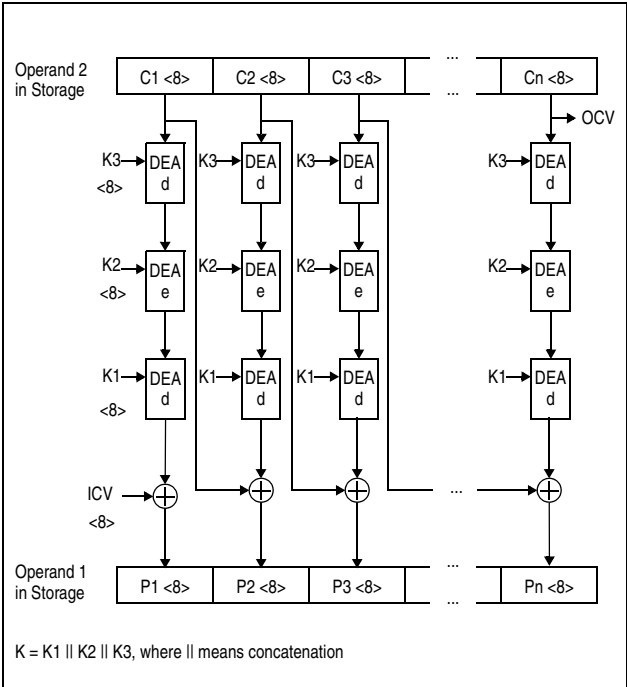 ...
Operand 2
in Storage
C1 <8> C2 <8> C3 <8> Cn <8>
...
OCV
K3 DEA d K3 DEA d K3 DEA d K3 DEA d
<8>
K2 DEA e K2 DEA e K2 DEA e K2 DEA e
<8>
K1 DEA d K1 DEA d K1 DEA d K1 DEA d
<8>
ICV ...
<8>
Operand 1
in Storage
...
P1 <8> P2 <8> P3 <8> Pn <8>
...
K = K1 || K2 || K3, where || means concatenation